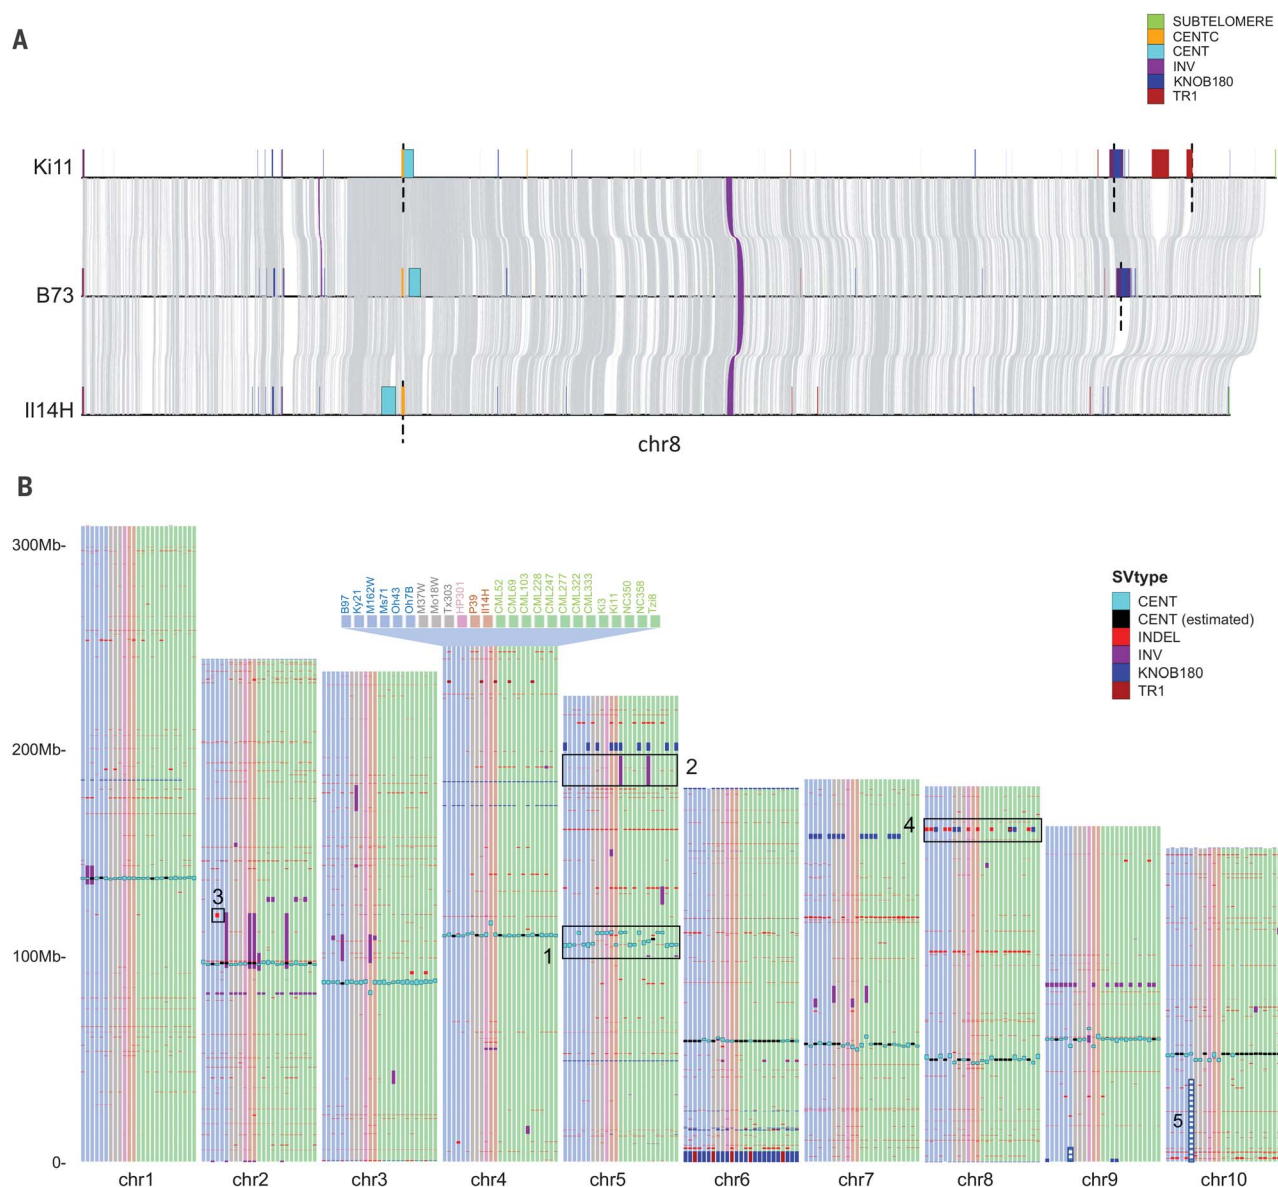 A
SUBTELOMERE
CENTC
CENT
INV
KNOB180
TR1
Ki11
B73
Il14H
chr8
B
300Mb-
200Mb-
100Mb-
0-
B97
Ky21
M162W
Ms71
Oh43
Oh7B
M37W
Mo18W
Tx303
HP301
P39
Il14H
CML52
CML69
CML103
CML228
CML247
CML277
CML322
CML333
Ki3
Ki11
NC350
NC358
Tzi8
SVtype
CENT
CENT (estimated)
INDEL
INV
KNOB180
TR1
2
4
3
1
5
chr1 chr2 chr3 chr4 chr5 chr6 chr7 chr8 chr9 chr10